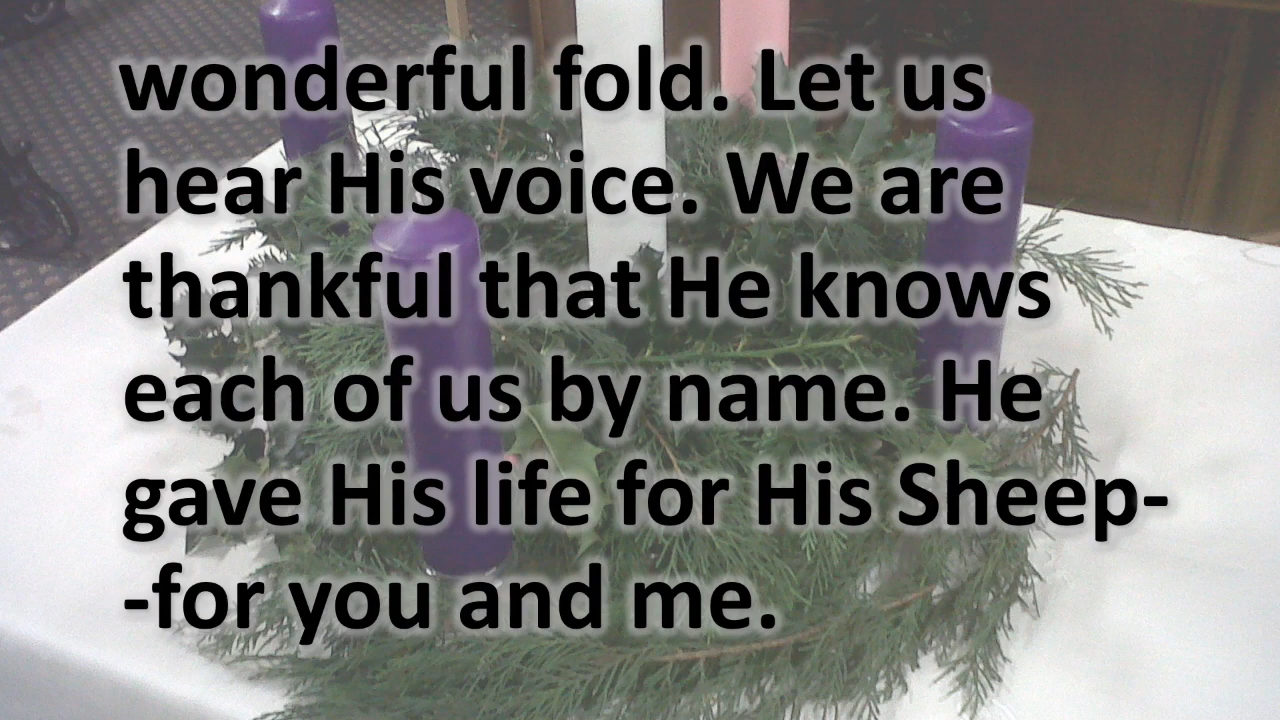 wonderful fold. Let us
hear His voice. We are
thankful that He knows
each of us by name. He
gave His life for His Sheep-
-for you and me.